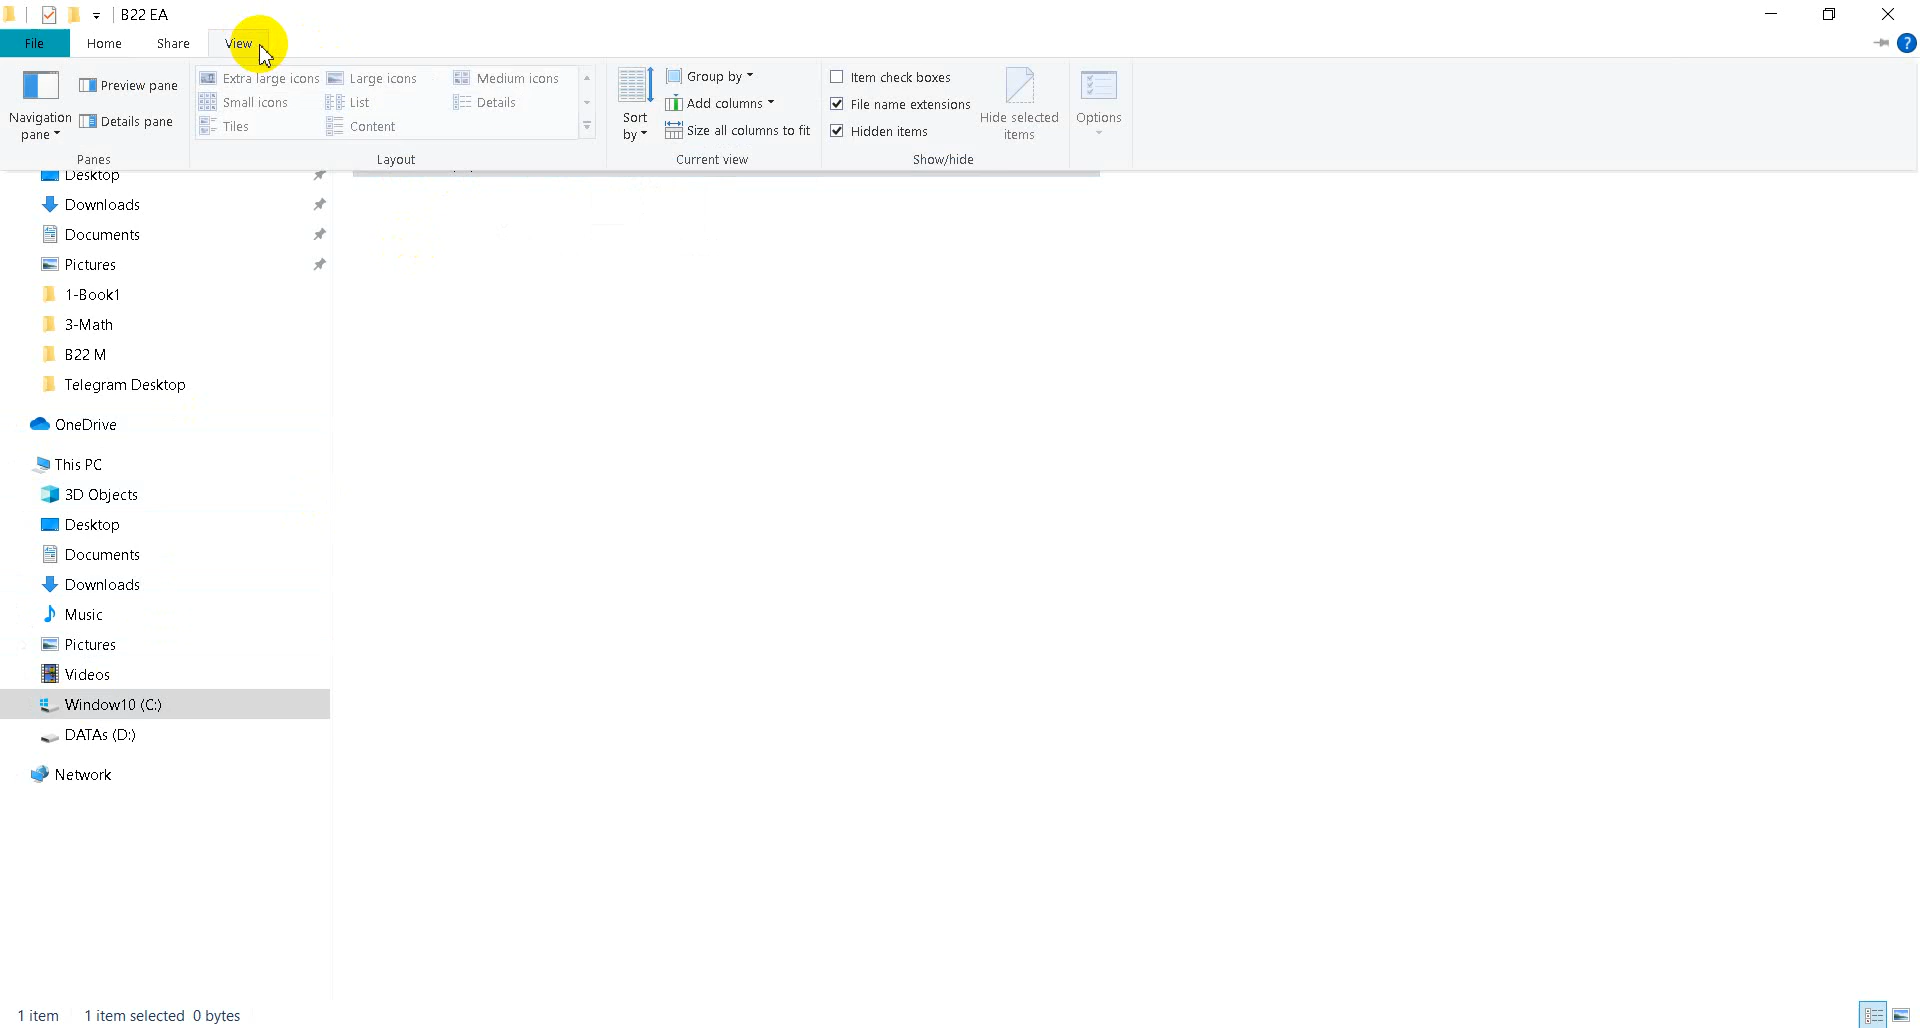 B22 EA
File Home Share View
Navigation pane
Preview pane
Details pane
Panes
Extra large icons Large icons Medium icons
Small icons List Details
Tiles Content
Layout
Sort by
Group by
Add columns
Size all columns to fit
Current view
Item check boxes
File name extensions
Hidden items
Hide selected items
Show/hide
Options
Desktop
Downloads
Documents
Pictures
1-Book1
3-Math
B22 M
Telegram Desktop
OneDrive
This PC
3D Objects
Desktop
Documents
Downloads
Music
Pictures
Videos
Window10 (C:)
DATAs (D:)
Network
1 item 1 item selected 0 bytes